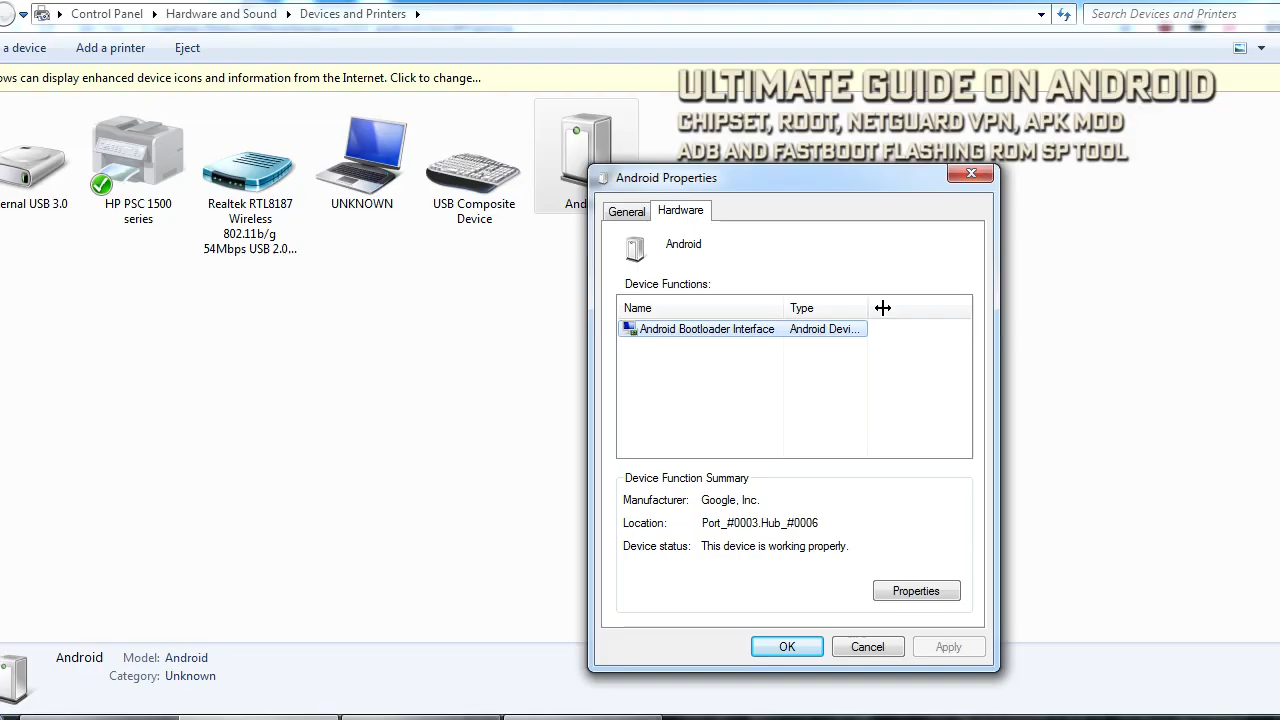 Control Panel
Hardware and Sound
Devices and Printers
Search Devices and Printers
a device
Add a printer
Eject
ows can display enhanced device icons and information from the Internet. Click to change...
ULTIMATE GUIDE ON ANDROID
CHIPSET, ROOT, NETGUARD VPN, APK MOD
ADB AND FASTBOOT FLASHING ROM SP TOOL
ernal USB 3.0
HP PSC 1500
series
Realtek RTL8187
Wireless
802.11b/g
54Mbps USB 2.0...
UNKNOWN
USB Composite
Device
And
Android Properties
General
Hardware
Android
Device Functions:
Name
Type
Android Bootloader Interface
Android Devi...
Device Function Summary
Manufacturer: Google, Inc.
Location: Port_#0003.Hub_#0006
Device status: This device is working properly.
Properties
OK
Cancel
Apply
Android
Model: Android
Category: Unknown